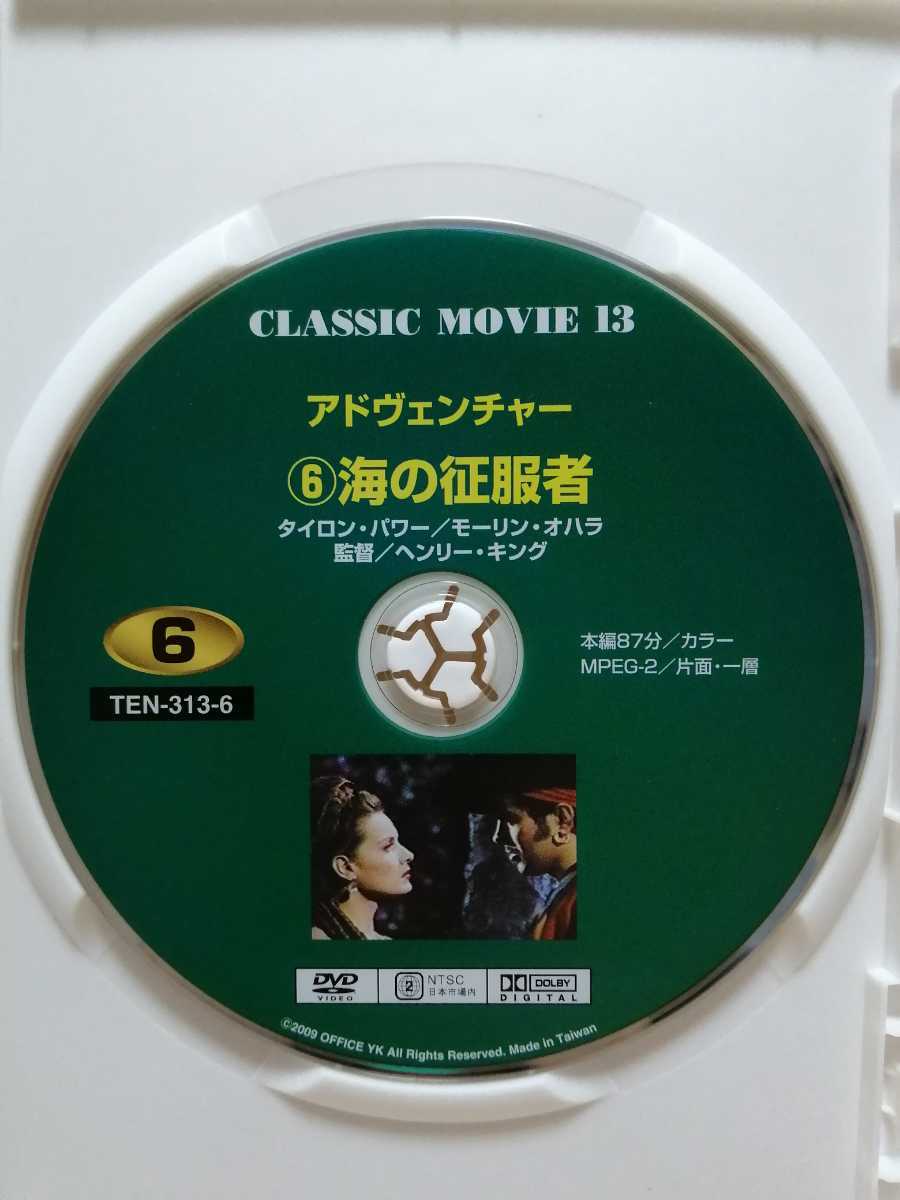 CLASSIC MOVIE 13
アドヴェンチャー
⑥海の征服者
タイロン・パワー／モーリン・オハラ
監督／ヘンリー・キング
6
TEN-313-6
本編87分／カラー
MPEG-2／片面・一層
DVD
VIDEO
2
NTSC
日本市場内
DOLBY
DIGITAL
©2009 OFFICE YK All Rights Reserved. Made in Taiwan